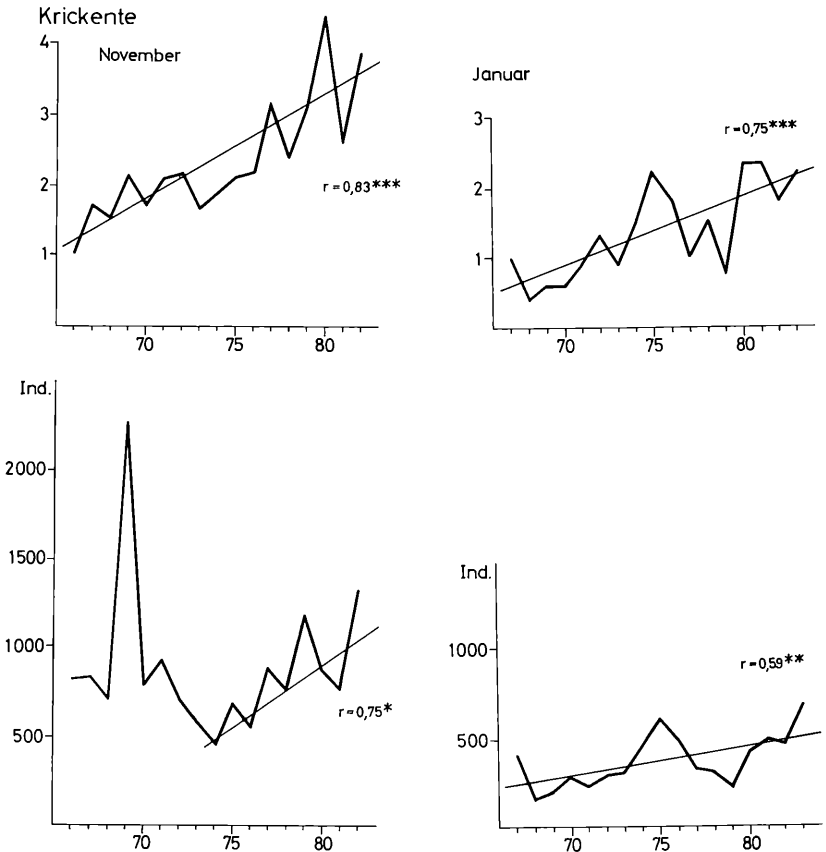 Krickente
November
4
3
2
1
r = 0,83***
70
75
80
Januar
3
2
1
r = 0,75***
70
75
80
Ind.
2000
1500
1000
500
r = 0,75*
70
75
80
Ind.
1000
500
r = 0,59**
70
75
80